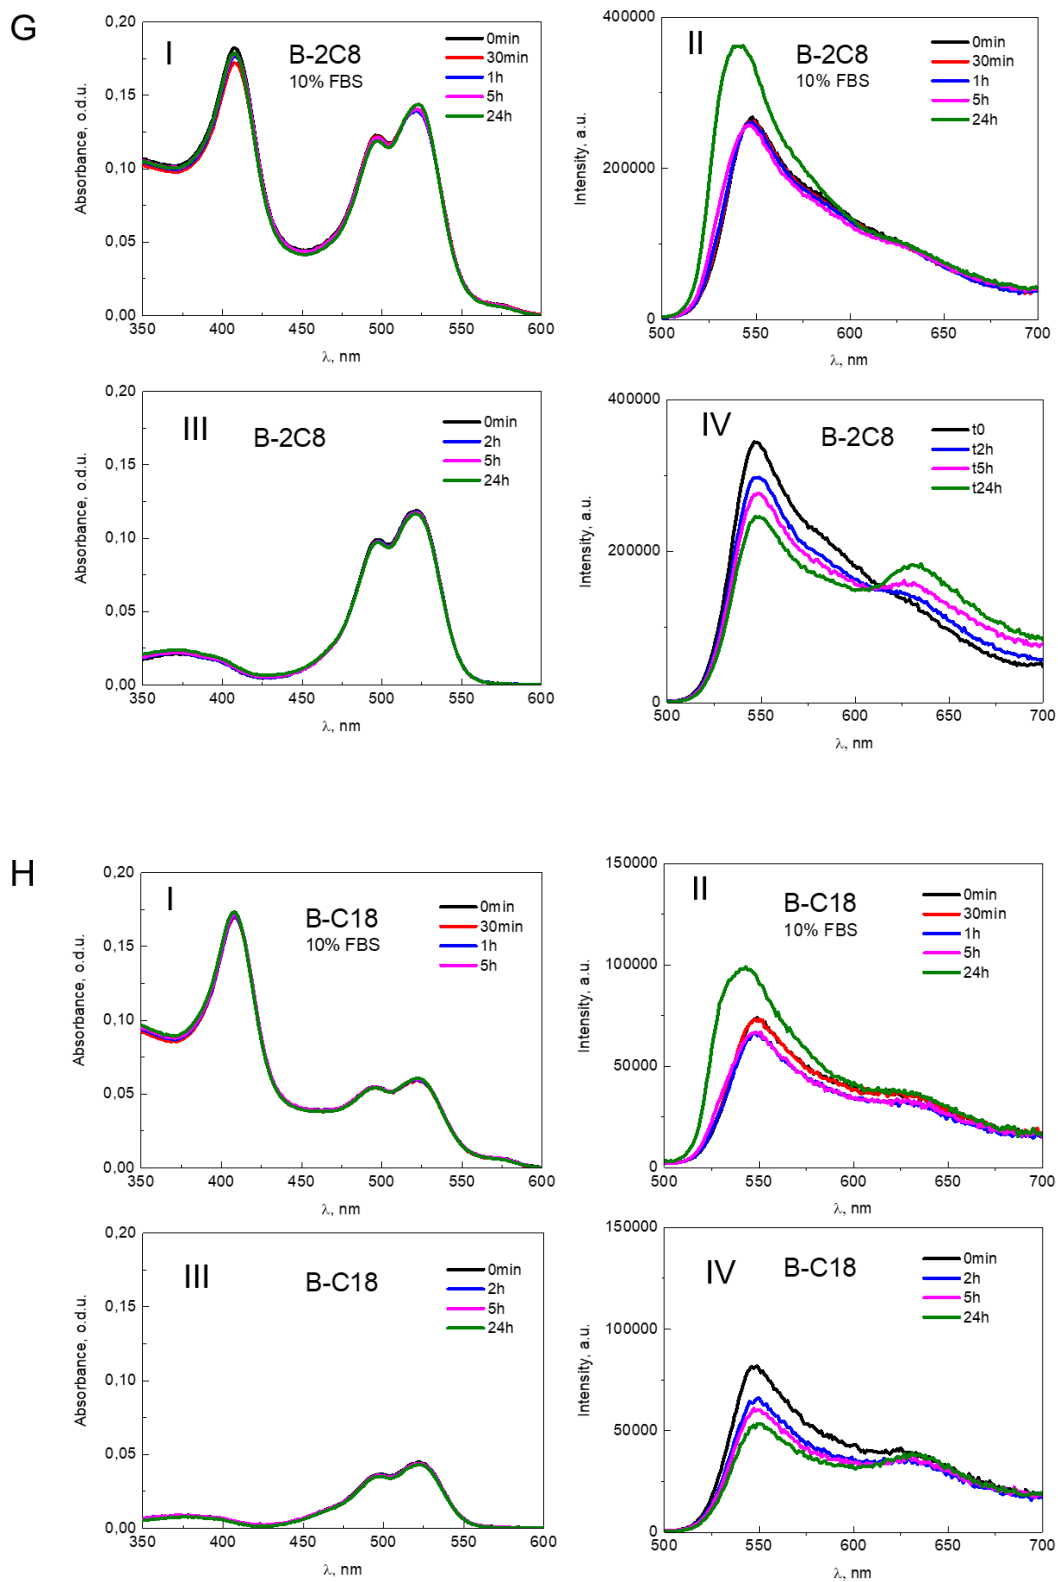 G
I
B-2C8
10% FBS
0min
30min
1h
5h
24h
0,20
0,15
0,10
0,05
0,00
350 400 450 500 550 600
Absorbance, o.d.u.
λ, nm
II
B-2C8
10% FBS
0min
30min
1h
5h
24h
400000
200000
0
500 550 600 650 700
Intensity, a.u.
λ, nm
III
B-2C8
0min
2h
5h
24h
0,20
0,15
0,10
0,05
0,00
350 400 450 500 550 600
Absorbance, o.d.u.
λ, nm
IV
B-2C8
t0
t2h
t5h
t24h
400000
200000
0
500 550 600 650 700
Intensity, a.u.
λ, nm
H
I
B-C18
10% FBS
0min
30min
1h
5h
0,20
0,15
0,10
0,05
0,00
350 400 450 500 550 600
Absorbance, o.d.u.
λ, nm
II
B-C18
10% FBS
0min
30min
1h
5h
24h
150000
100000
50000
0
500 550 600 650 700
Intensity, a.u.
λ, nm
III
B-C18
0min
2h
5h
24h
0,20
0,15
0,10
0,05
0,00
350 400 450 500 550 600
Absorbance, o.d.u.
λ, nm
IV
B-C18
0min
2h
5h
24h
150000
100000
50000
0
500 550 600 650 700
Intensity, a.u.
λ, nm